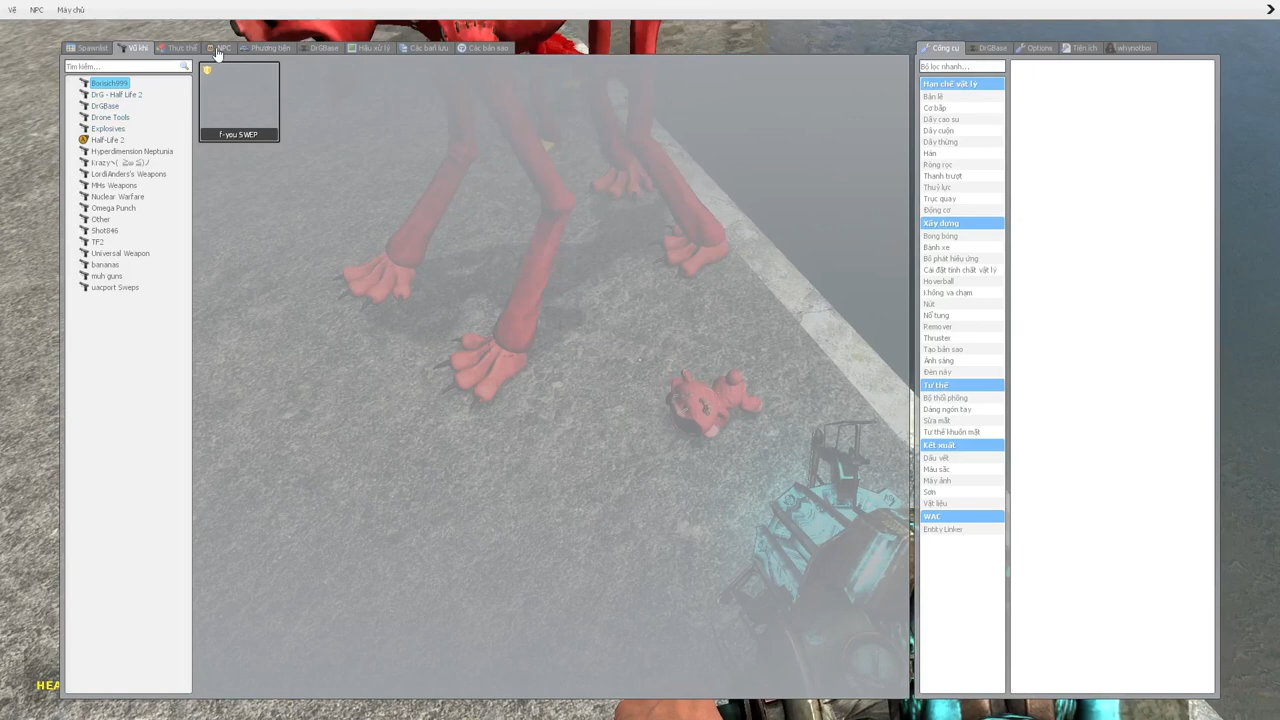 Vẽ NPC Máy chủ
Spawnlist Vũ khí Thực thể NPC Phương tiện DrGBase Hậu xử lý Các bản lưu Các bản sao
Tìm kiếm...
Borisich999
DrG - Half Life 2
DrGBase
Drone Tools
Explosives
Half-Life 2
Hyperdimension Neptunia
LordiAnders's Weapons
MHs Weapons
Nuclear Warfare
Omega Punch
Other
Shot846
TF2
Universal Weapon
bananas
muh guns
uacport Sweps
f-you SWEP
HEA
Công cụ DrGBase Options Tiện ích whynotboi
Bộ lọc nhanh...
Hạn chế vật lý
Bản lề
Cơ bắp
Dây cao su
Dây cuộn
Dây thừng
Hàn
Ròng rọc
Thanh trượt
Thuỷ lực
Trục quay
Động cơ
Xây dựng
Bong bóng
Bánh xe
Bộ phát hiệu ứng
Cài đặt tính chất vật lý
Hoverball
Không va chạm
Nút
Nổ tung
Remover
Thruster
Tạo bản sao
Ánh sáng
Đèn này
Tư thế
Bộ thổi phồng
Dáng ngón tay
Sửa mắt
Tư thế khuôn mặt
Kết xuất
Dấu vết
Màu sắc
Máy ảnh
Sơn
Vật liệu
WAC
Entity Linker